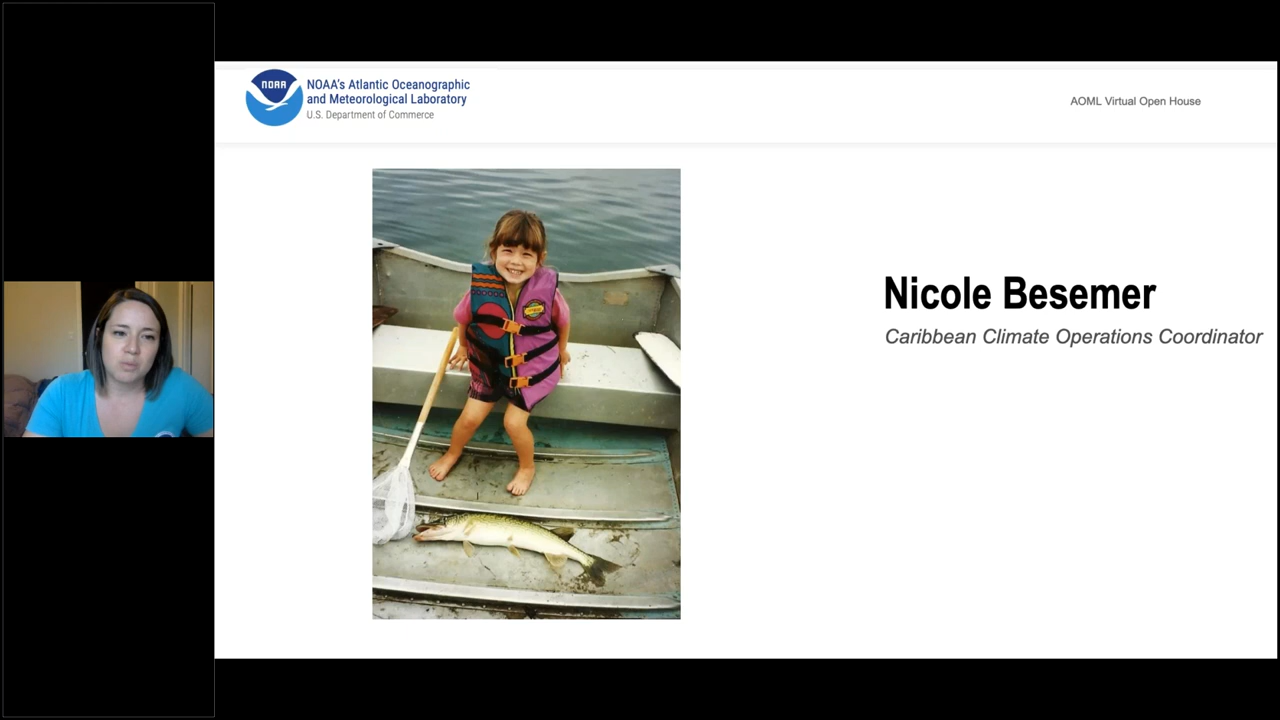 NOAA
NOAA's Atlantic Oceanographic
and Meteorological Laboratory
U.S. Department of Commerce
AOML Virtual Open House
Nicole Besemer
Caribbean Climate Operations Coordinator